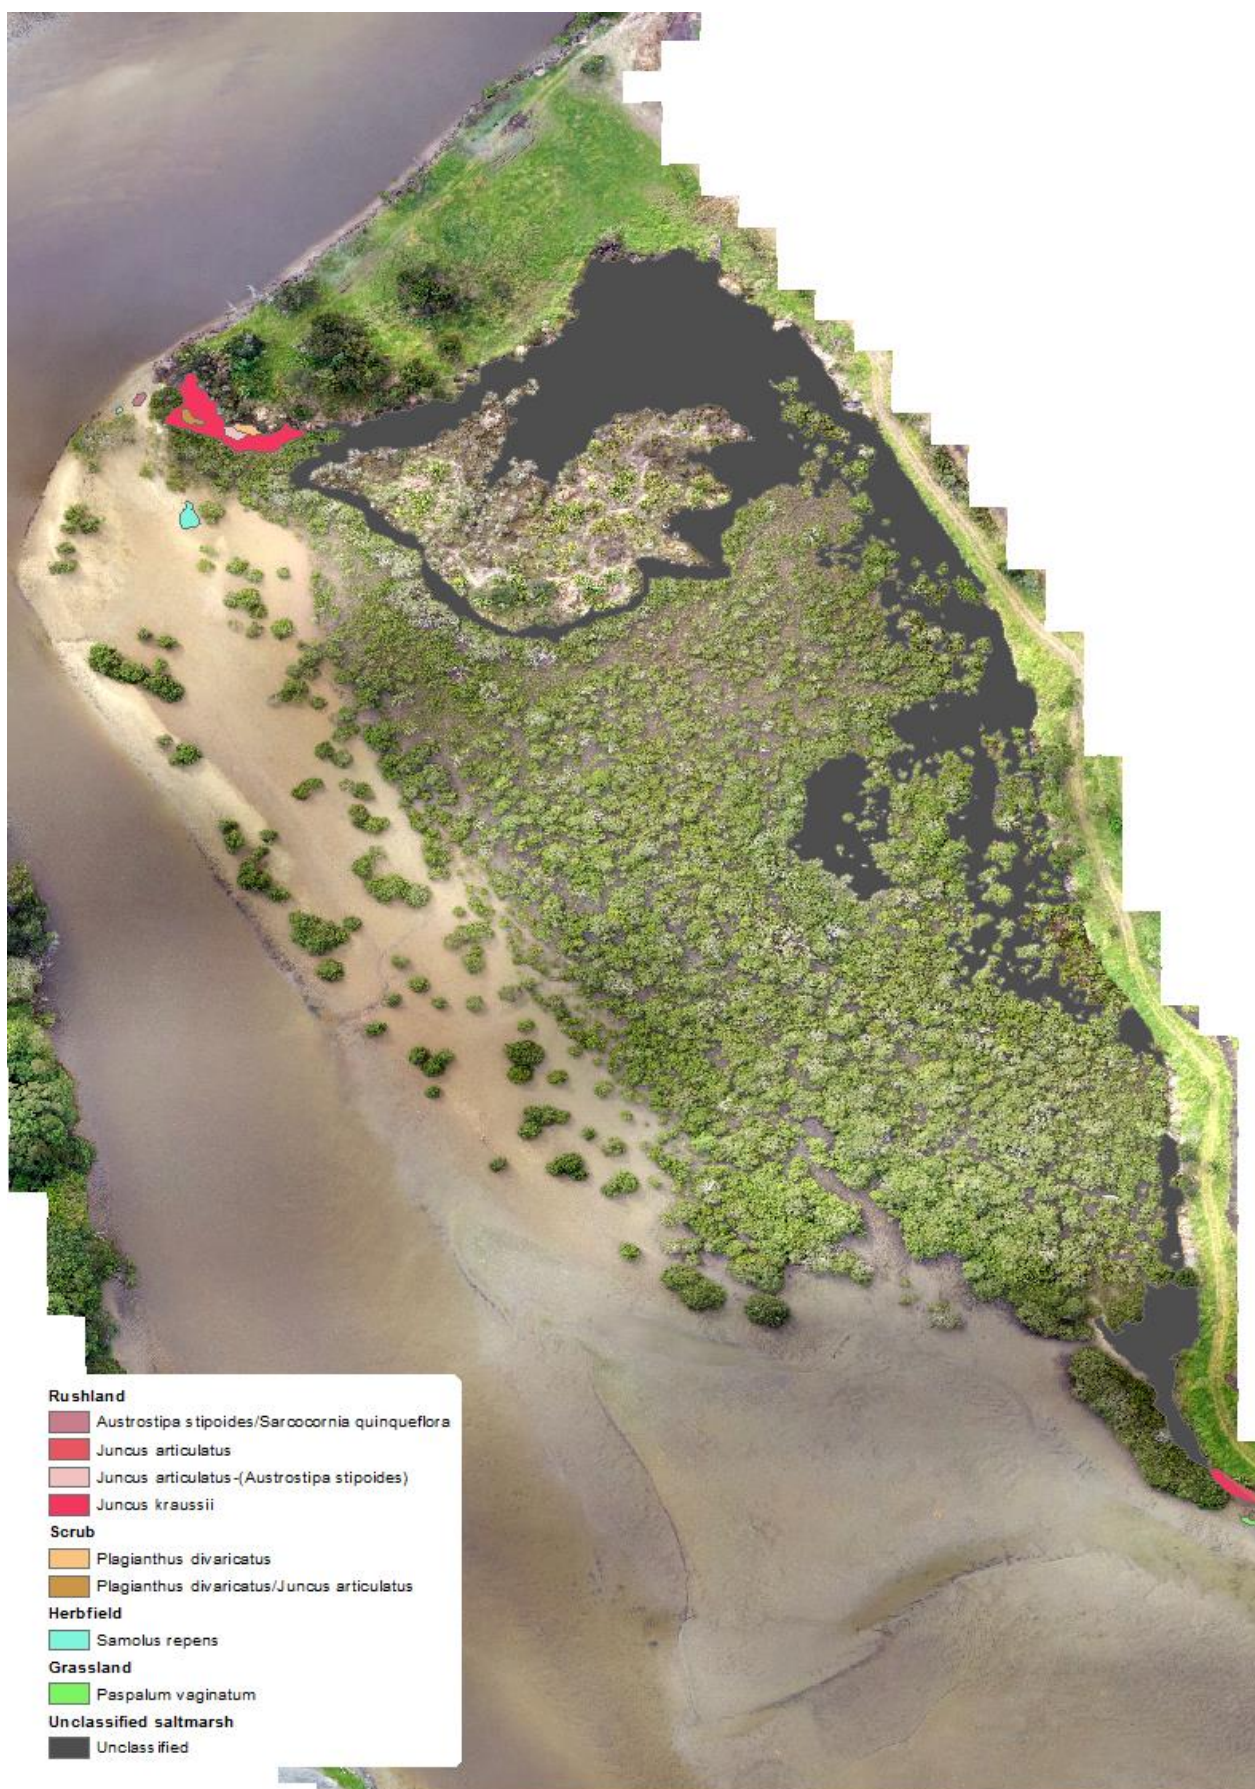 Rushland
Austrostipa stipoides/Sarcocornia quinqueflora
Juncus articulatus
Juncus articulatus-(Austrostipa stipoides)
Juncus kraussii
Scrub
Plagianthus divaricatus
Plagianthus divaricatus/Juncus articulatus
Herbfield
Samolus repens
Grassland
Paspalum vaginatum
Unclassified saltmarsh
Unclassified